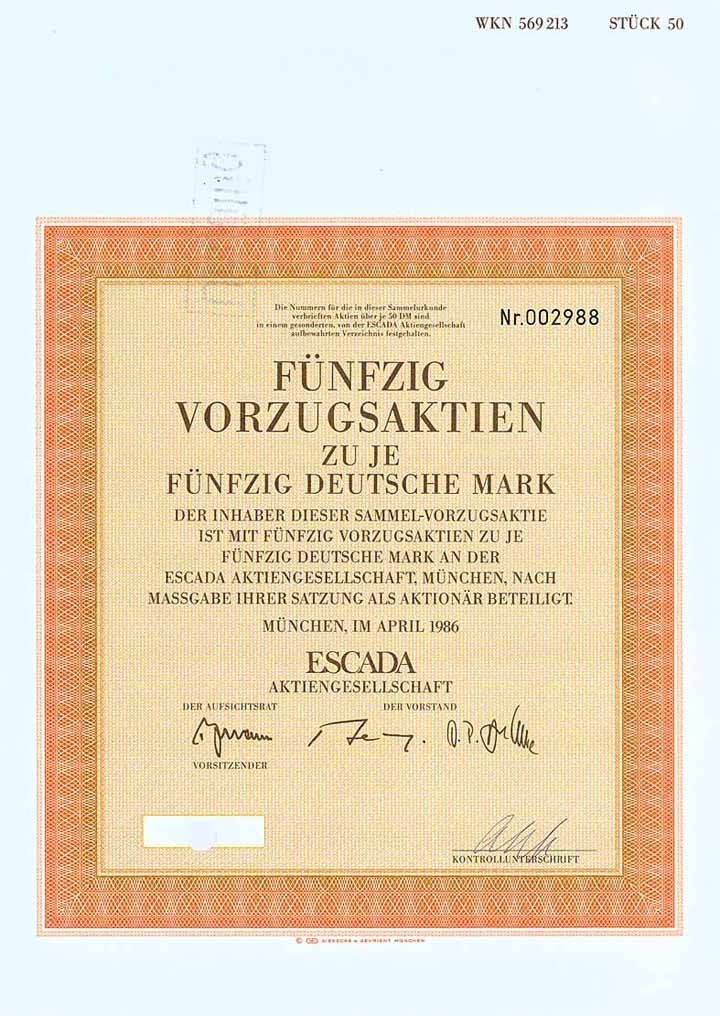 WKN 569 213 STÜCK 50
Die Nummern für die in dieser Sammelurkunde
verbrieften Aktien über je 50 DM sind
in einem gesonderten, von der ESCADA Aktiengesellschaft
aufbewahrten Verzeichnis festgehalten.
Nr.002988
FÜNFZIG
VORZUGSAKTIEN
ZU JE
FÜNFZIG DEUTSCHE MARK
DER INHABER DIESER SAMMEL-VORZUGSAKTIE
IST MIT FÜNFZIG VORZUGSAKTIEN ZU JE
FÜNFZIG DEUTSCHE MARK AN DER
ESCADA AKTIENGESELLSCHAFT, MÜNCHEN, NACH
MASSGABE IHRER SATZUNG ALS AKTIONÄR BETEILIGT.
MÜNCHEN, IM APRIL 1986
ESCADA
AKTIENGESELLSCHAFT
DER AUFSICHTSRAT DER VORSTAND
VORSITZENDER
KONTROLLUNTERSCHRIFT
© GD GIESECKE & DEVRIENT MÜNCHEN